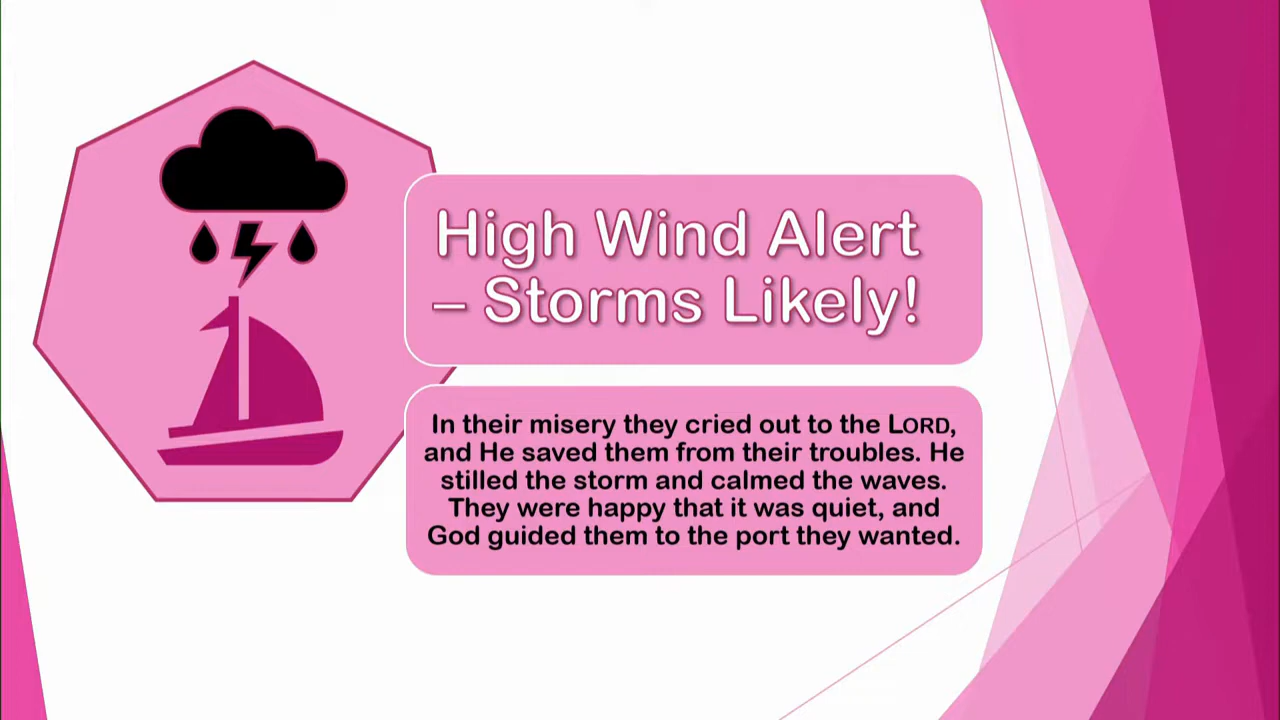 High Wind Alert
– Storms Likely!
In their misery they cried out to the LORD,
and He saved them from their troubles. He
stilled the storm and calmed the waves.
They were happy that it was quiet, and
God guided them to the port they wanted.